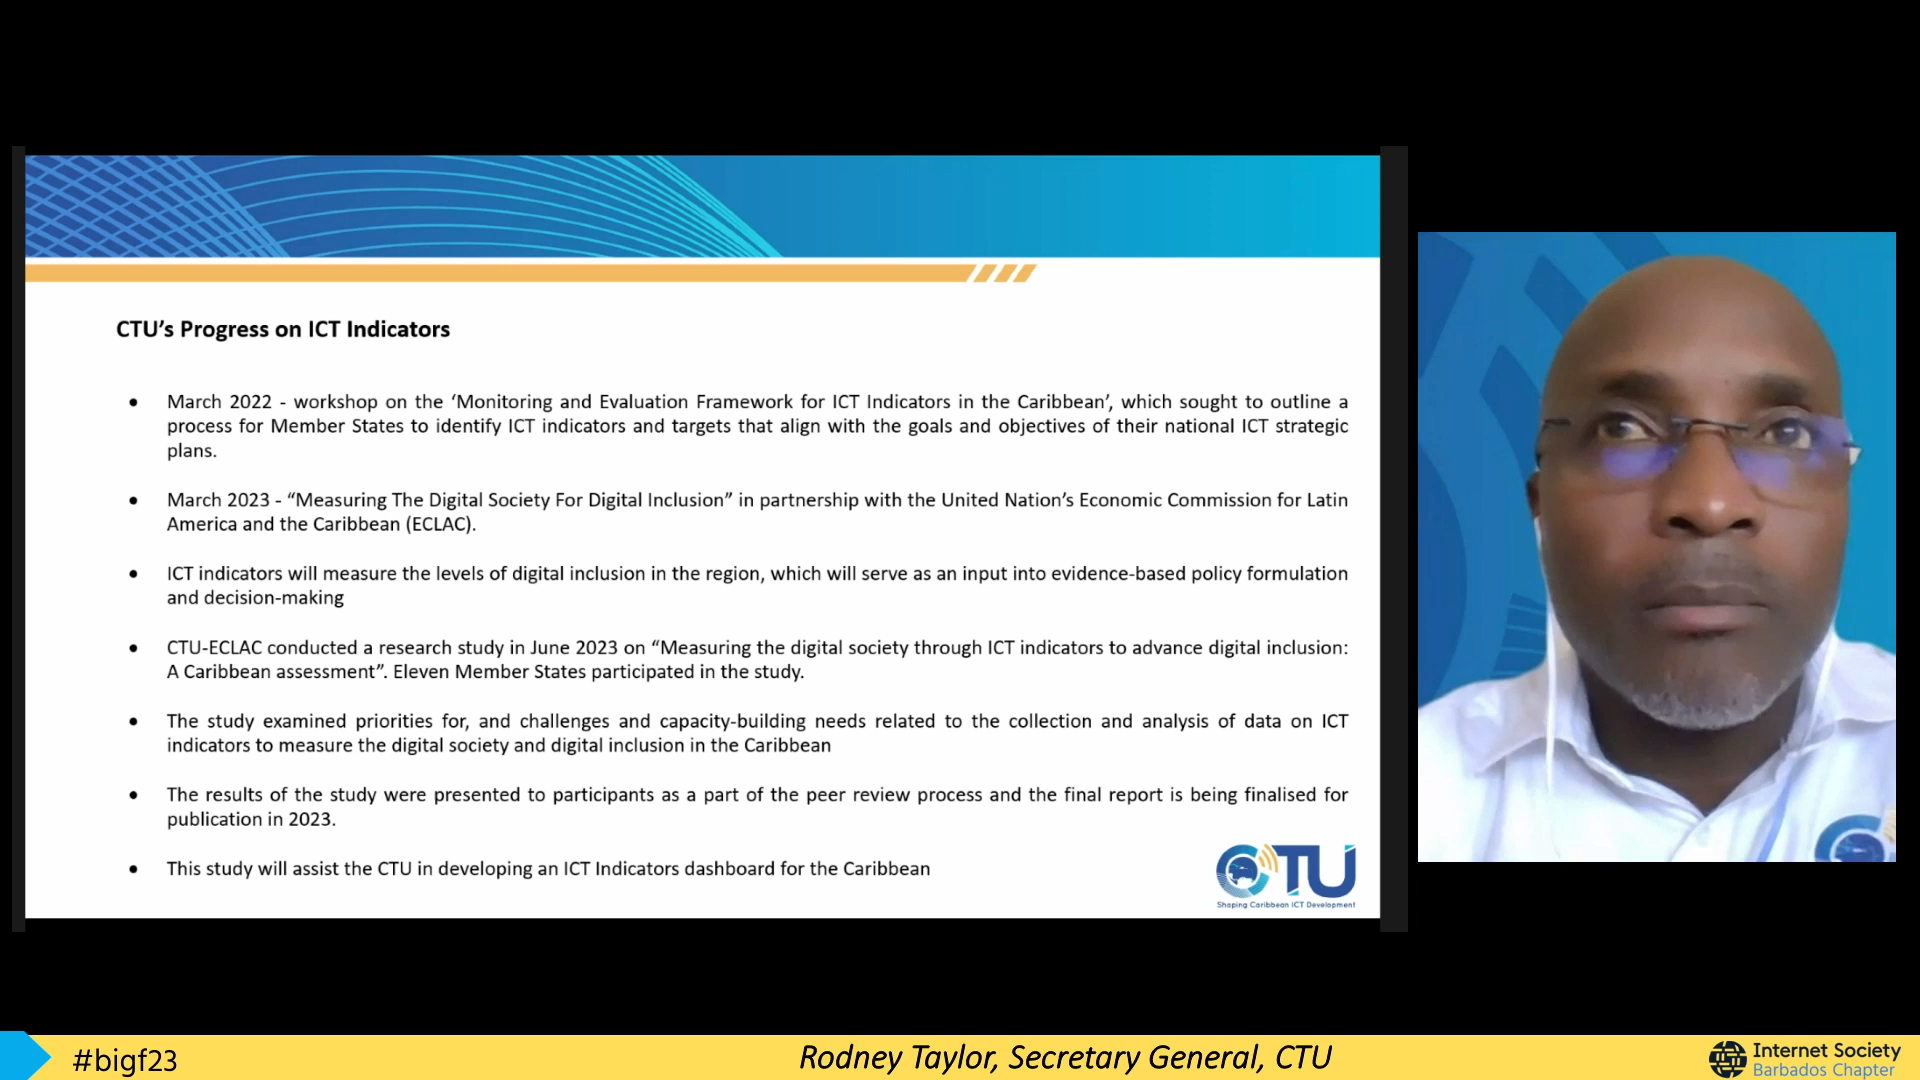 CTU’s Progress on ICT Indicators
• March 2022 - workshop on the ‘Monitoring and Evaluation Framework for ICT Indicators in the Caribbean’, which sought to outline a
process for Member States to identify ICT indicators and targets that align with the goals and objectives of their national ICT strategic
plans.
• March 2023 - “Measuring The Digital Society For Digital Inclusion” in partnership with the United Nation’s Economic Commission for Latin
America and the Caribbean (ECLAC).
• ICT indicators will measure the levels of digital inclusion in the region, which will serve as an input into evidence-based policy formulation
and decision-making
• CTU-ECLAC conducted a research study in June 2023 on “Measuring the digital society through ICT indicators to advance digital inclusion:
A Caribbean assessment”. Eleven Member States participated in the study.
• The study examined priorities for, and challenges and capacity-building needs related to the collection and analysis of data on ICT
indicators to measure the digital society and digital inclusion in the Caribbean
• The results of the study were presented to participants as a part of the peer review process and the final report is being finalised for
publication in 2023.
• This study will assist the CTU in developing an ICT Indicators dashboard for the Caribbean
CTU
Shaping Caribbean ICT Development
#bigf23
Rodney Taylor, Secretary General, CTU
Internet Society
Barbados Chapter